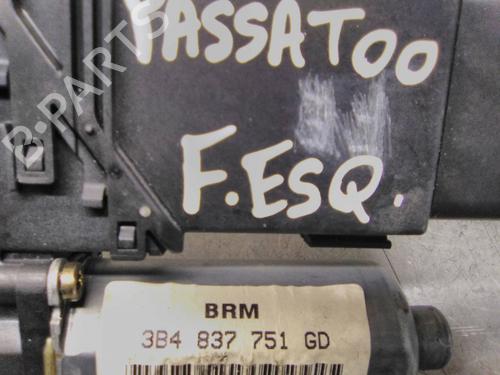 PASSAT00
F.ESQ.
B-PARTS
BRM
3B4 837 751 GD